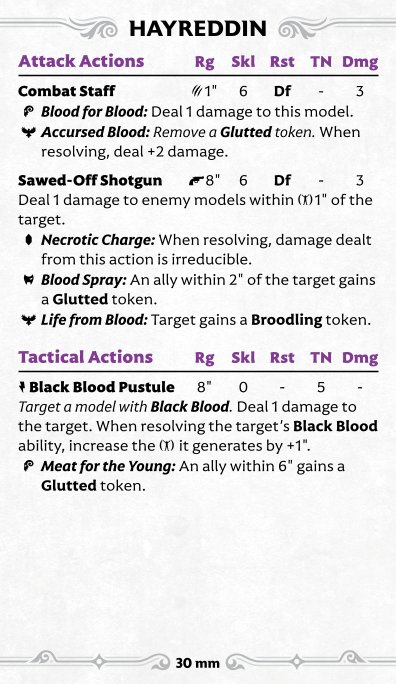 HAYREDDIN
Attack Actions Rg Skl Rst TN Dmg
Combat Staff 1" 6 Df - 3
Blood for Blood: Deal 1 damage to this model.
Accursed Blood: Remove a Glutted token. When
resolving, deal +2 damage.
Sawed-Off Shotgun 8" 6 Df - 3
Deal 1 damage to enemy models within 1" of the
target.
Necrotic Charge: When resolving, damage dealt
from this action is irreducible.
Blood Spray: An ally within 2" of the target gains
a Glutted token.
Life from Blood: Target gains a Broodling token.
Tactical Actions Rg Skl Rst TN Dmg
Black Blood Pustule 8" 0 - 5 -
Target a model with Black Blood. Deal 1 damage to
the target. When resolving the target's Black Blood
ability, increase the it generates by +1".
Meat for the Young: An ally within 6" gains a
Glutted token.
30 mm